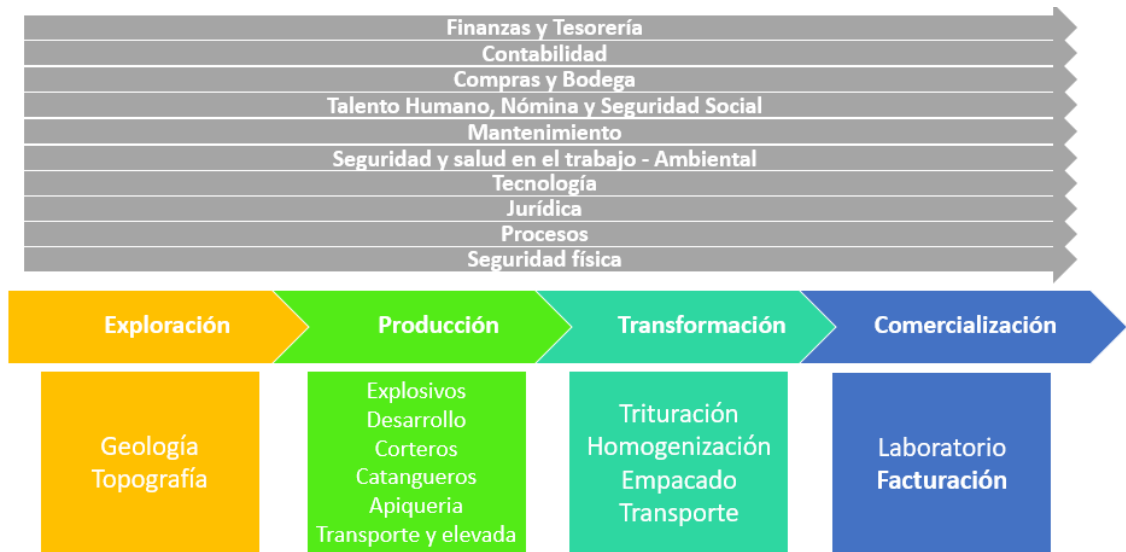 Finanzas y Tesorería
Contabilidad
Compras y Bodega
Talento Humano, Nómina y Seguridad Social
Mantenimiento
Seguridad y salud en el trabajo - Ambiental
Tecnología
Jurídica
Procesos
Seguridad física
Exploración
Producción
Transformación
Comercialización
Geología
Topografía
Explosivos
Desarrollo
Corteros
Catangueros
Apiqueria
Transporte y elevada
Trituración
Homogenización
Empacado
Transporte
Laboratorio
Facturación